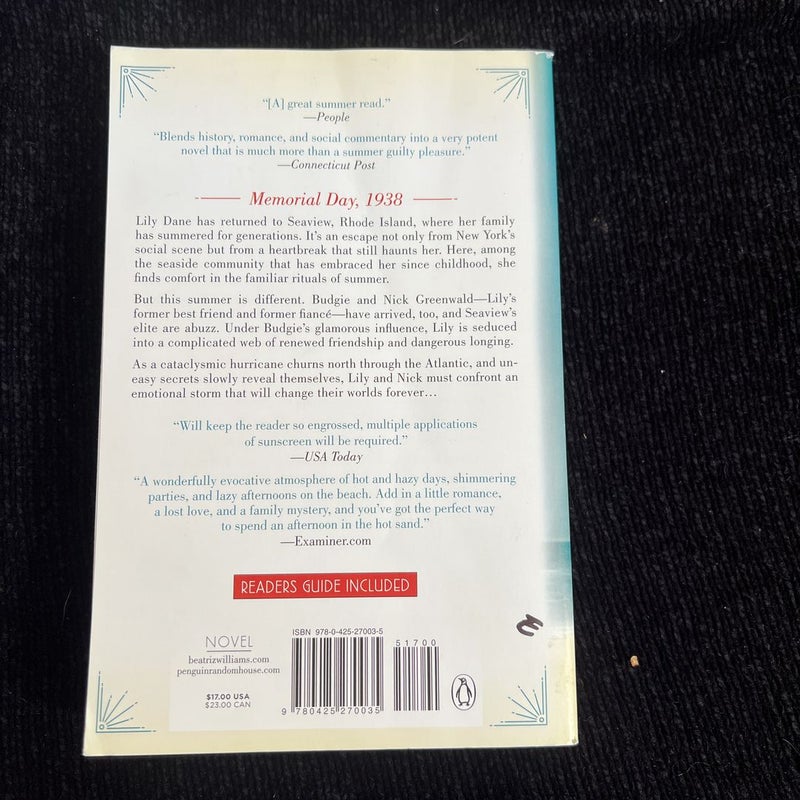 “[A] great summer read.”
—People
“Blends history, romance, and social commentary into a very potent
novel that is much more than a summer guilty pleasure.”
—Connecticut Post
Memorial Day, 1938
Lily Dane has returned to Seaview, Rhode Island, where her family
has summered for generations. It’s an escape not only from New York’s
social scene but from a heartbreak that still haunts her. Here, among
the seaside community that has embraced her since childhood, she
finds comfort in the familiar rituals of summer.
But this summer is different. Budgie and Nick Greenwald—Lily’s
former best friend and former fiancé—have arrived, too, and Seaview’s
elite are abuzz. Under Budgie’s glamorous influence, Lily is seduced
into a complicated web of renewed friendship and dangerous longing.
As a cataclysmic hurricane churns north through the Atlantic, and un-
easy secrets slowly reveal themselves, Lily and Nick must confront an
emotional storm that will change their worlds forever…
“Will keep the reader so engrossed, multiple applications
of sunscreen will be required.”
—USA Today
“A wonderfully evocative atmosphere of hot and hazy days, shimmering
parties, and lazy afternoons on the beach. Add in a little romance,
a lost love, and a family mystery, and you’ve got the perfect way
to spend an afternoon in the hot sand.”
—Examiner.com
READERS GUIDE INCLUDED
NOVEL
beatrizwilliams.com
penguinrandomhouse.com
$17.00 USA
$23.00 CAN
ISBN 978-0-425-27003-5
51700
9 780425 270035